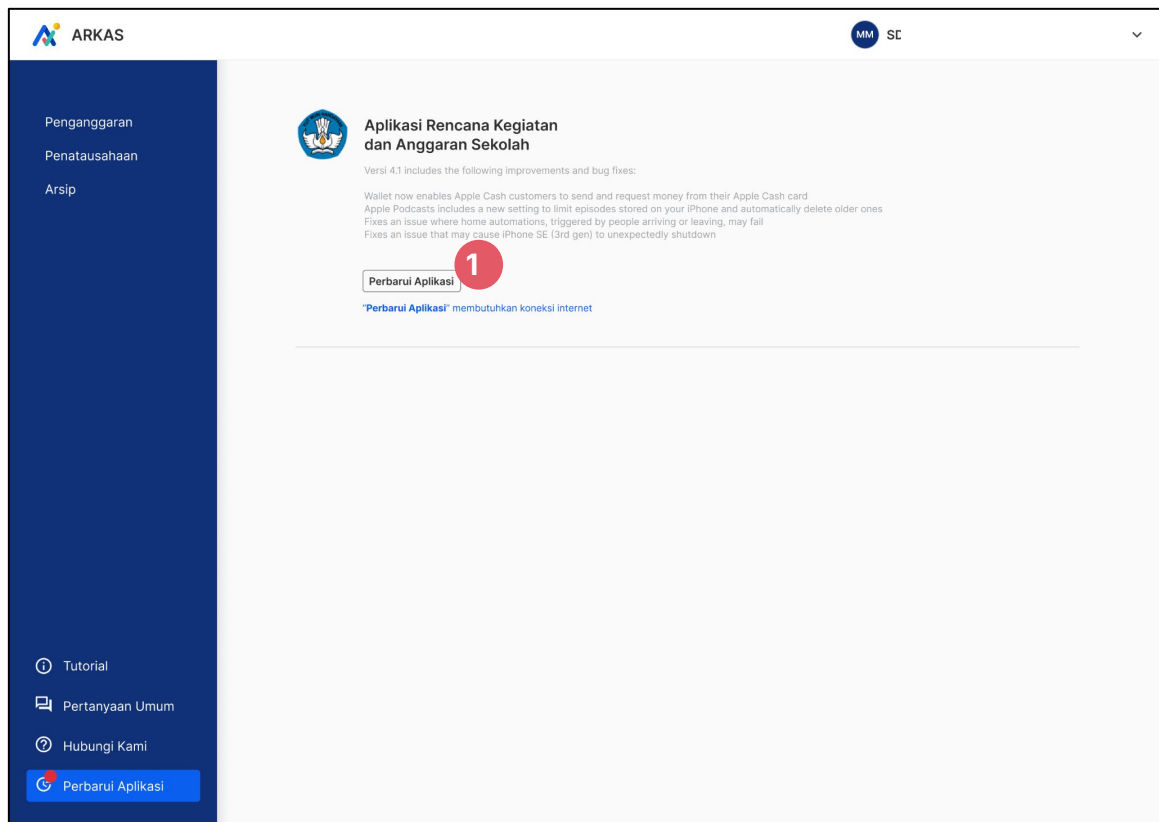 ARKAS
MM
SD
Penganggaran
Penatausahaan
Arsip
Aplikasi Rencana Kegiatan
dan Anggaran Sekolah
Versi 4.1 includes the following improvements and bug fixes:
Wallet now enables Apple Cash customers to send and request money from their Apple Cash card
Apple Podcasts includes a new setting to limit episodes stored on your iPhone and automatically delete older ones
Fixes an issue where home automations, triggered by people arriving or leaving, may fail
Fixes an issue that may cause iPhone SE (3rd gen) to unexpectedly shutdown
Perbarui Aplikasi
1
"Perbarui Aplikasi" membutuhkan koneksi internet
Tutorial
Pertanyaan Umum
Hubungi Kami
Perbarui Aplikasi